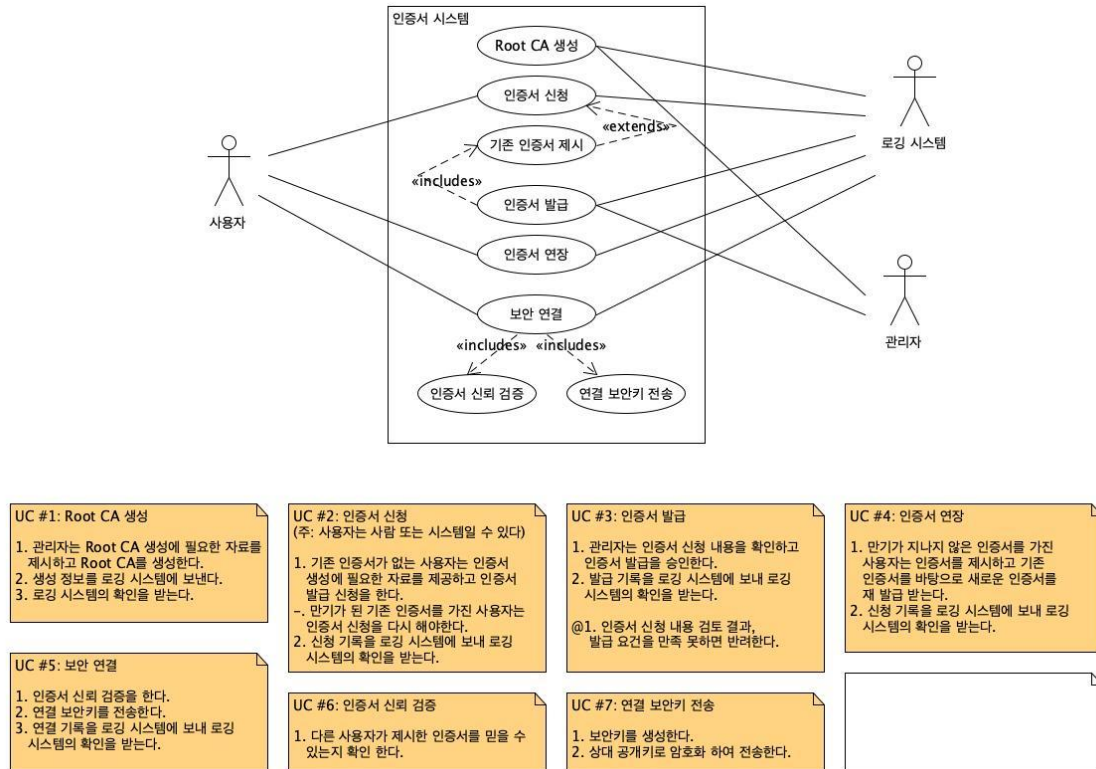 인증서 시스템
Root CA 생성
인증서 신청
«extends»
기존 인증서 제시
로깅 시스템
«includes»
인증서 발급
사용자
인증서 연장
보안 연결
관리자
«includes» «includes»
인증서 신뢰 검증
연결 보안키 전송
UC #1: Root CA 생성
1. 관리자는 Root CA 생성에 필요한 자료를
제시하고 Root CA를 생성한다.
2. 생성 정보를 로깅 시스템에 보낸다.
3. 로깅 시스템의 확인을 받는다.
UC #2: 인증서 신청
(주: 사용자는 사람 또는 시스템일 수 있다)
1. 기존 인증서가 없는 사용자는 인증서
생성에 필요한 자료를 제공하고 인증서
발급 신청을 한다.
-. 만기가 된 기존 인증서를 가진 사용자는
인증서 신청을 다시 해야한다.
2. 신청 기록을 로깅 시스템에 보내 로깅
시스템의 확인을 받는다.
UC #3: 인증서 발급
1. 관리자는 인증서 신청 내용을 확인하고
인증서 발급을 승인한다.
2. 발급 기록을 로깅 시스템에 보내 로깅
시스템의 확인을 받는다.
@1. 인증서 신청 내용 검토 결과,
발급 요건을 만족 못하면 반려한다.
UC #4: 인증서 연장
1. 만기가 지나지 않은 인증서를 가진
사용자는 인증서를 제시하고 기존
인증서를 바탕으로 새로운 인증서를
재 발급 받는다.
2. 신청 기록을 로깅 시스템에 보내 로깅
시스템의 확인을 받는다.
UC #5: 보안 연결
1. 인증서 신뢰 검증을 한다.
2. 연결 보안키를 전송한다.
3. 연결 기록을 로깅 시스템에 보내 로깅
시스템의 확인을 받는다.
UC #6: 인증서 신뢰 검증
1. 다른 사용자가 제시한 인증서를 믿을 수
있는지 확인 한다.
UC #7: 연결 보안키 전송
1. 보안키를 생성한다.
2. 상대 공개키로 암호화 하여 전송한다.